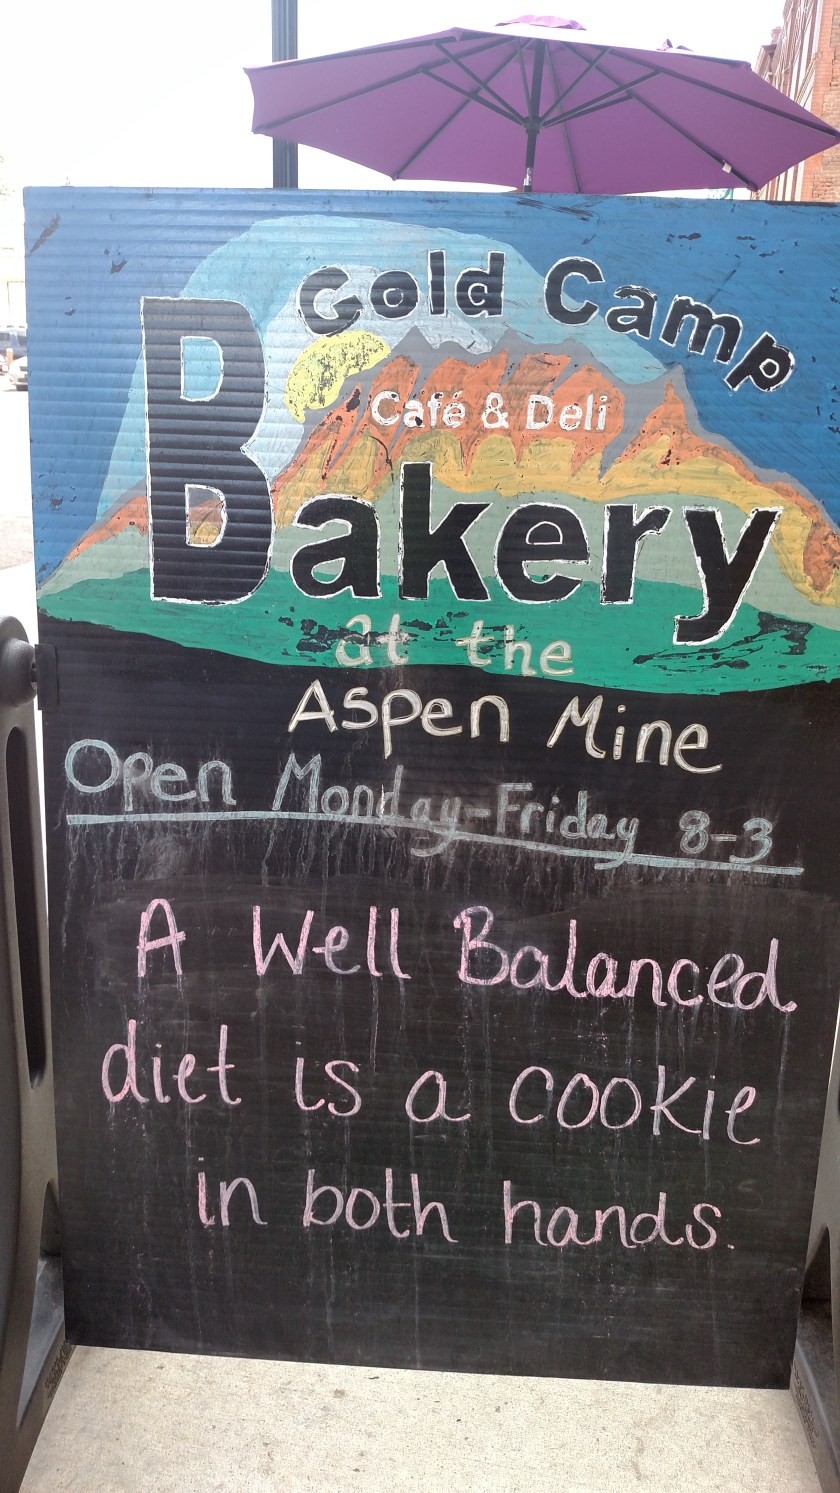 Gold Camp
Café & Deli
Bakery
at the
Aspen Mine
Open Monday-Friday 8-3
A Well Balanced
diet is a cookie
in both hands.